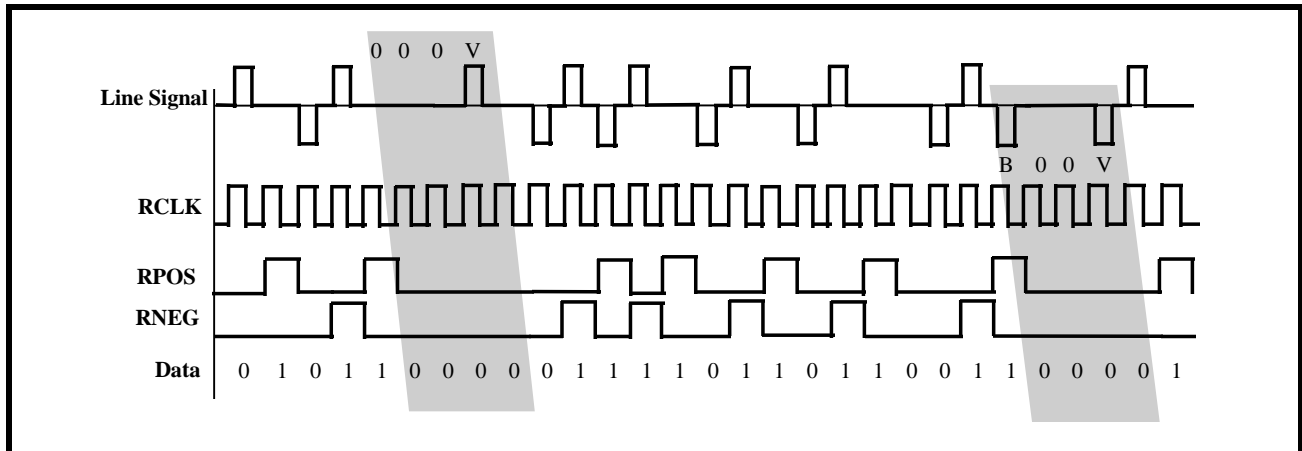 0 0 0 V
Line Signal
B 0 0 V
RCLK
RPOS
RNEG
Data 0 1 0 1 1 0 0 0 0 0 1 1 1 1 0 1 1 0 1 1 0 0 1 1 0 0 0 0 1